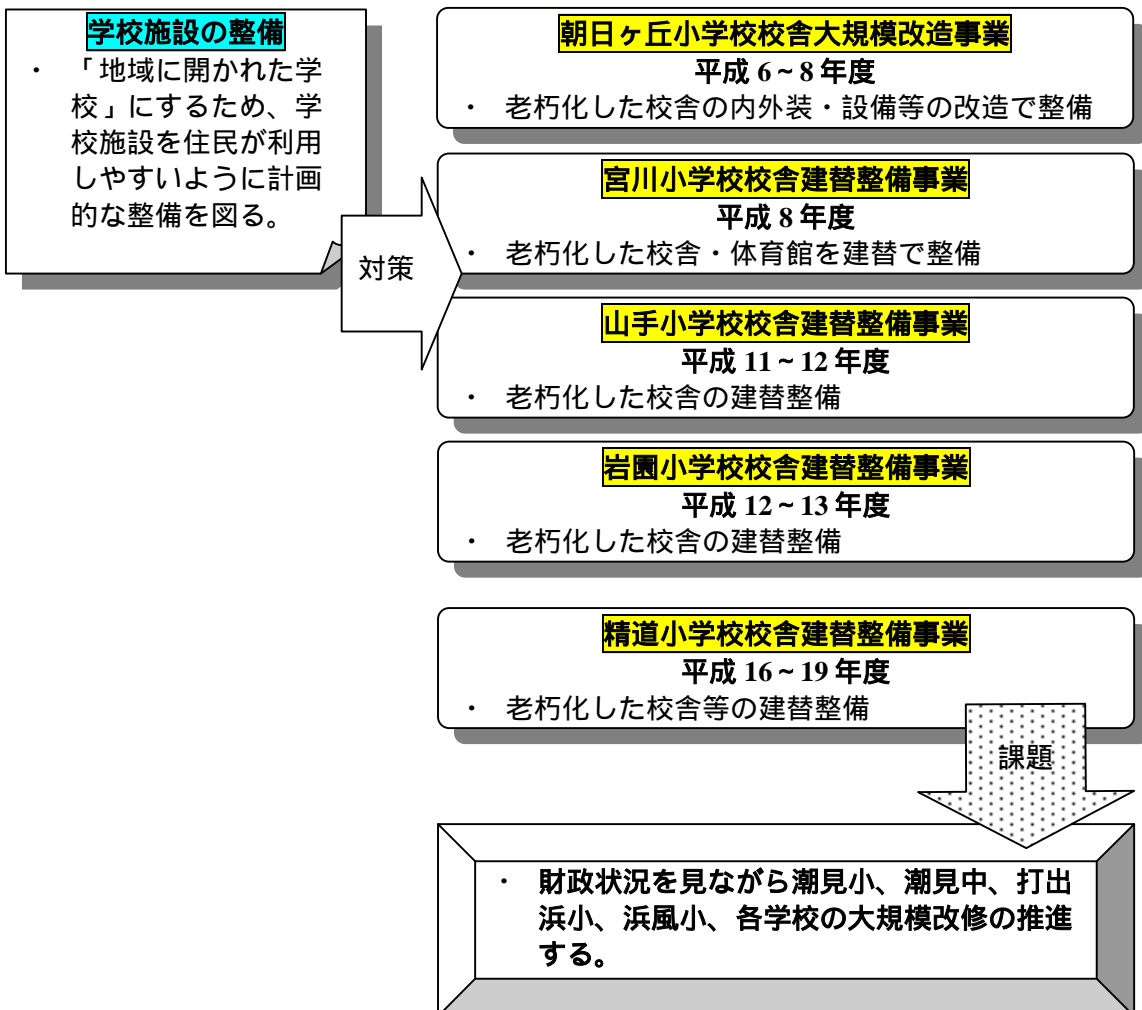 学校施設の整備
・ 「地域に開かれた学
校」にするため、学
校施設を住民が利用
しやすいように計画
的な整備を図る。
対策
朝日ヶ丘小学校校舎大規模改造事業
平成 6~8 年度
・ 老朽化した校舎の内外装・設備等の改造で整備
宮川小学校校舎建替整備事業
平成 8 年度
・ 老朽化した校舎・体育館を建替で整備
山手小学校校舎建替整備事業
平成 11~12 年度
・ 老朽化した校舎の建替整備
岩園小学校校舎建替整備事業
平成 12~13 年度
・ 老朽化した校舎の建替整備
精道小学校校舎建替整備事業
平成 16~19 年度
・ 老朽化した校舎等の建替整備
課題
・ 財政状況を見ながら潮見小、潮見中、打出
浜小、浜風小、各学校の大規模改修の推進
する。